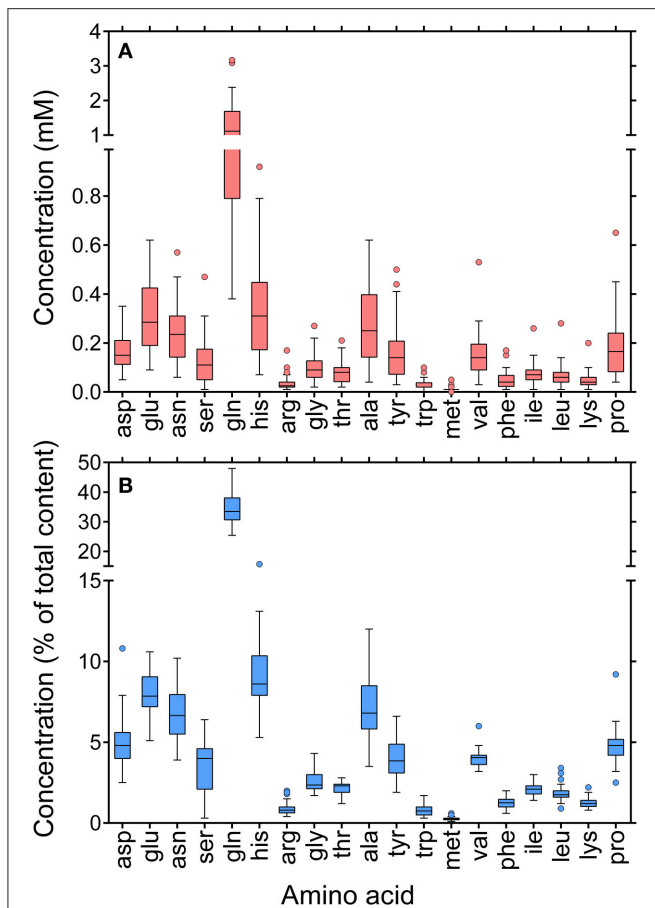 A
Concentration (mM)
4
3
2
1
0.8
0.6
0.4
0.2
0.0
asp glu asn ser gln his arg gly thr ala tyr trp met val phe ile leu lys pro
B
Concentration (% of total content)
50
40
30
20
15
10
5
0
asp glu asn ser gln his arg gly thr ala tyr trp met val phe ile leu lys pro
Amino acid